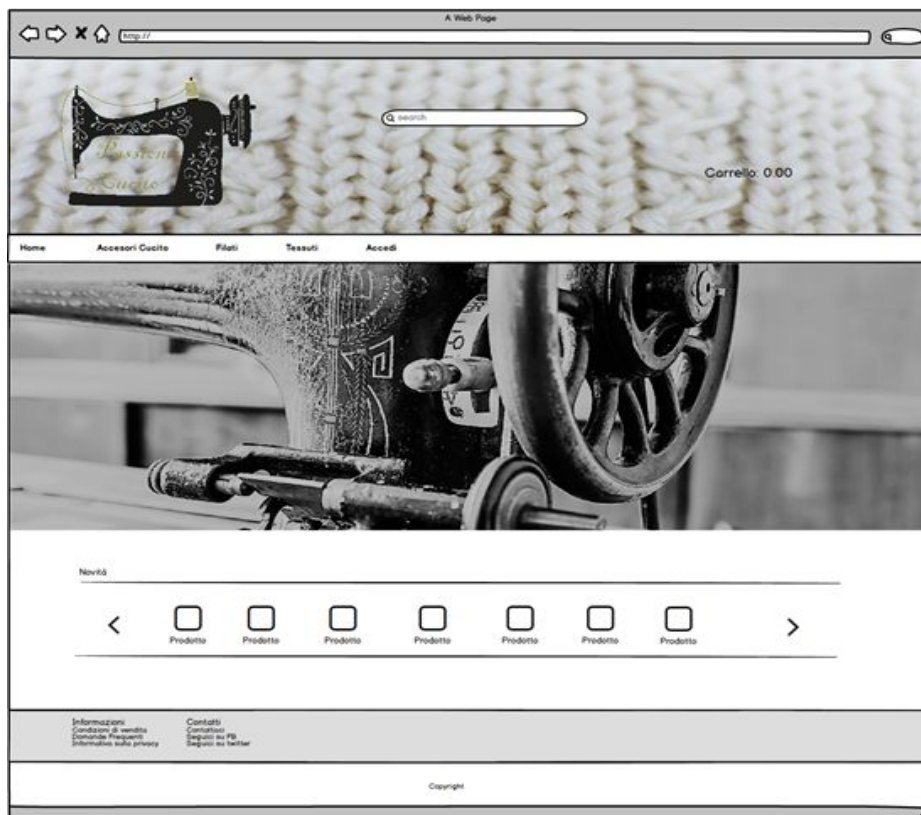 A Web Page
http://
search
Passione
Cucito
Carrello: 0.00
Home Accesori Cucito Filati Tessuti Accedi
Novità
Prodotto Prodotto Prodotto Prodotto Prodotto Prodotto Prodotto
Informazioni
Condizioni di vendita
Domande Frequenti
Informativa sulla privacy
Contatti
Contattaci
Seguici su FB
Seguici su twitter
Copyright